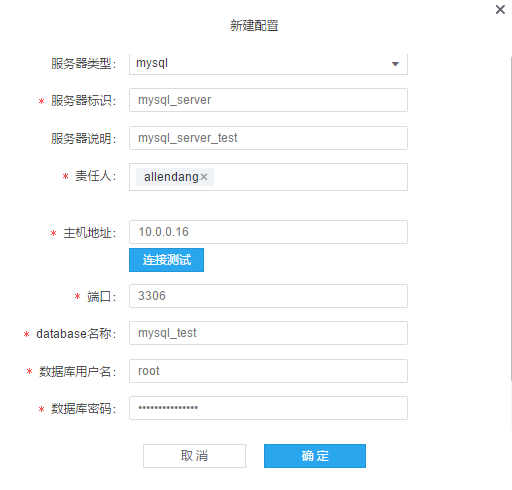 新建配置
服务器类型: mysql
* 服务器标识: mysql_server
服务器说明: mysql_server_test
* 责任人: allendang×
* 主机地址: 10.0.0.16
连接测试
* 端口: 3306
* database名称: mysql_test
* 数据库用户名: root
* 数据库密码: •••••••••••••••
取消 确定